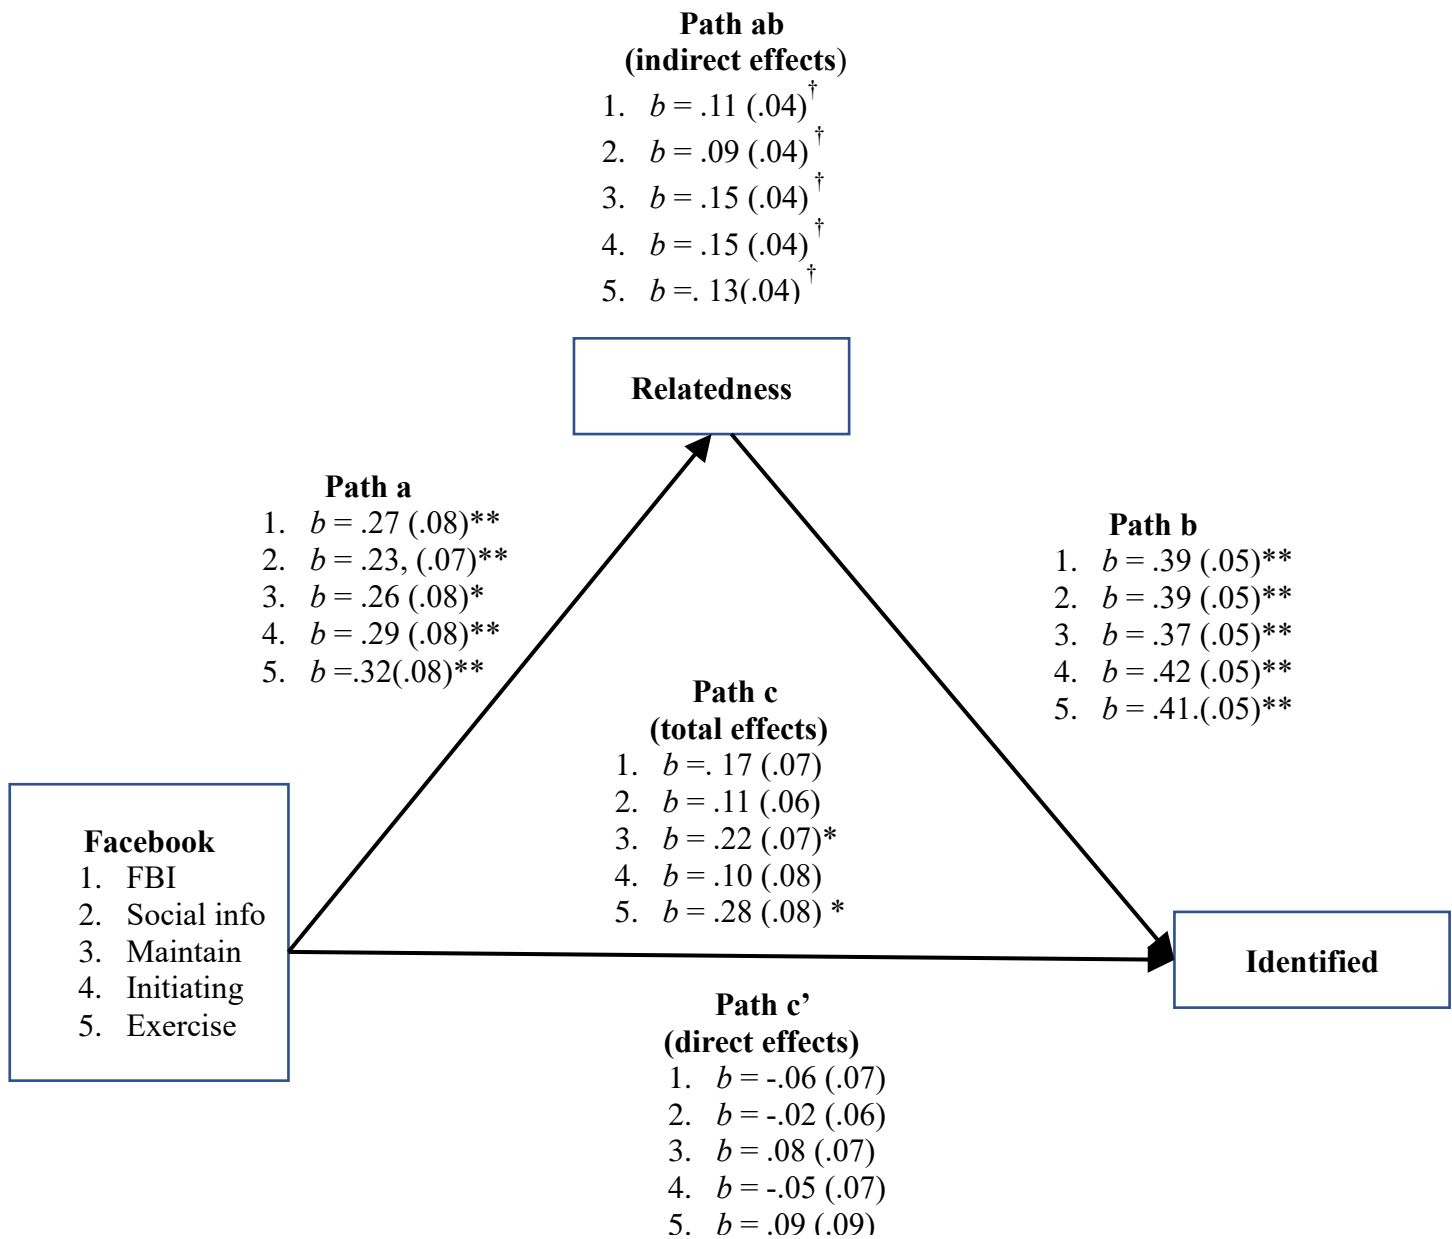 Path ab
(indirect effects)
1. b = .11 (.04)†
2. b = .09 (.04)†
3. b = .15 (.04)†
4. b = .15 (.04)†
5. b =. 13(.04)†
Relatedness
Path a
1. b = .27 (.08)**
2. b = .23, (.07)**
3. b = .26 (.08)*
4. b = .29 (.08)**
5. b =.32(.08)**
Path b
1. b = .39 (.05)**
2. b = .39 (.05)**
3. b = .37 (.05)**
4. b = .42 (.05)**
5. b = .41.(.05)**
Path c
(total effects)
1. b =. 17 (.07)
2. b = .11 (.06)
3. b = .22 (.07)*
4. b = .10 (.08)
5. b = .28 (.08) *
Facebook
1. FBI
2. Social info
3. Maintain
4. Initiating
5. Exercise
Identified
Path c’
(direct effects)
1. b = -.06 (.07)
2. b = -.02 (.06)
3. b = .08 (.07)
4. b = -.05 (.07)
5. b = .09 (.09)